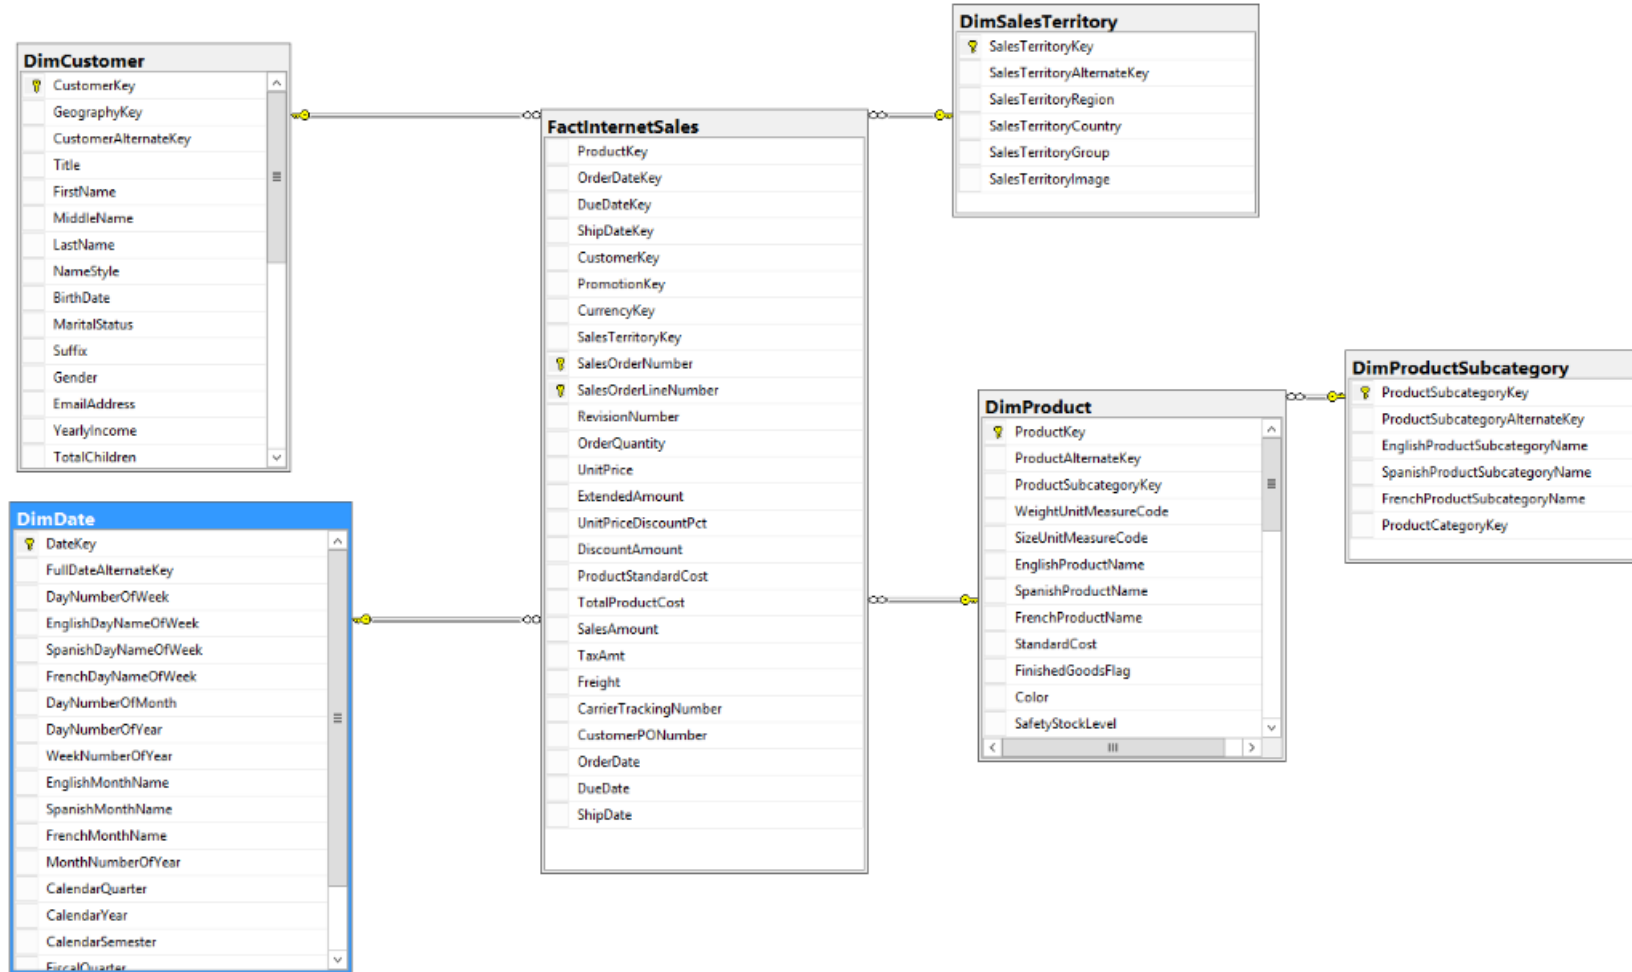 DimCustomer
CustomerKey
GeographyKey
CustomerAlternateKey
Title
FirstName
MiddleName
LastName
NameStyle
BirthDate
MaritalStatus
Suffix
Gender
EmailAddress
YearlyIncome
TotalChildren
DimDate
DateKey
FullDateAlternateKey
DayNumberOfWeek
EnglishDayNameOfWeek
SpanishDayNameOfWeek
FrenchDayNameOfWeek
DayNumberOfMonth
DayNumberOfYear
WeekNumberOfYear
EnglishMonthName
SpanishMonthName
FrenchMonthName
MonthNumberOfYear
CalendarQuarter
CalendarYear
CalendarSemester
FiscalQuarter
FactInternetSales
ProductKey
OrderDateKey
DueDateKey
ShipDateKey
CustomerKey
PromotionKey
CurrencyKey
SalesTerritoryKey
SalesOrderNumber
SalesOrderLineNumber
RevisionNumber
OrderQuantity
UnitPrice
ExtendedAmount
UnitPriceDiscountPct
DiscountAmount
ProductStandardCost
TotalProductCost
SalesAmount
TaxAmt
Freight
CarrierTrackingNumber
CustomerPONumber
OrderDate
DueDate
ShipDate
DimSalesTerritory
SalesTerritoryKey
SalesTerritoryAlternateKey
SalesTerritoryRegion
SalesTerritoryCountry
SalesTerritoryGroup
SalesTerritoryImage
DimProduct
ProductKey
ProductAlternateKey
ProductSubcategoryKey
WeightUnitMeasureCode
SizeUnitMeasureCode
EnglishProductName
SpanishProductName
FrenchProductName
StandardCost
FinishedGoodsFlag
Color
SafetyStockLevel
DimProductSubcategory
ProductSubcategoryKey
ProductSubcategoryAlternateKey
EnglishProductSubcategoryName
SpanishProductSubcategoryName
FrenchProductSubcategoryName
ProductCategoryKey